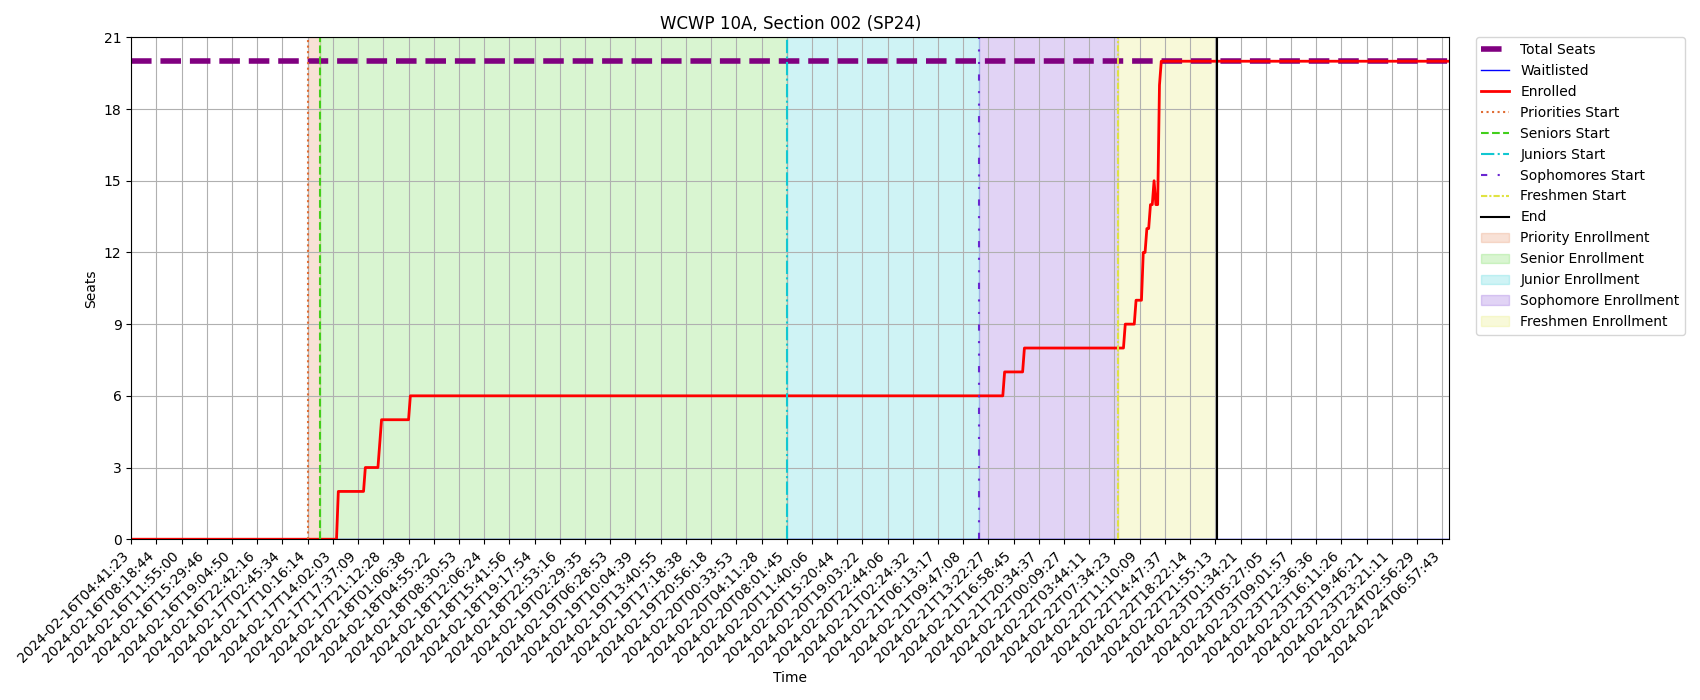 WCWP 10A, Section 002 (SP24)
21
18
15
12
9
6
3
0
Seats
2024-02-16T04:41:23
2024-02-16T08:18:44
2024-02-16T11:55:00
2024-02-16T15:29:46
2024-02-16T19:04:50
2024-02-16T22:42:16
2024-02-17T02:45:34
2024-02-17T10:16:14
2024-02-17T14:02:03
2024-02-17T17:37:09
2024-02-17T21:12:28
2024-02-18T01:06:38
2024-02-18T04:55:22
2024-02-18T08:30:53
2024-02-18T12:06:24
2024-02-18T15:41:56
2024-02-18T19:17:54
2024-02-18T22:53:16
2024-02-19T02:29:35
2024-02-19T06:28:53
2024-02-19T10:04:39
2024-02-19T13:40:55
2024-02-19T17:18:38
2024-02-19T20:56:18
2024-02-20T00:33:53
2024-02-20T04:11:28
2024-02-20T08:01:45
2024-02-20T11:40:06
2024-02-20T15:20:44
2024-02-20T19:03:22
2024-02-20T22:44:06
2024-02-21T02:24:32
2024-02-21T06:13:17
2024-02-21T09:47:08
2024-02-21T13:22:27
2024-02-21T16:58:45
2024-02-21T20:34:37
2024-02-22T00:09:27
2024-02-22T03:44:11
2024-02-22T07:34:23
2024-02-22T11:10:09
2024-02-22T14:47:37
2024-02-22T18:22:14
2024-02-22T21:55:13
2024-02-23T01:34:21
2024-02-23T05:27:05
2024-02-23T09:01:57
2024-02-23T12:36:36
2024-02-23T16:11:26
2024-02-23T19:46:21
2024-02-23T23:21:11
2024-02-24T02:56:29
2024-02-24T06:57:43
Time
Total Seats
Waitlisted
Enrolled
Priorities Start
Seniors Start
Juniors Start
Sophomores Start
Freshmen Start
End
Priority Enrollment
Senior Enrollment
Junior Enrollment
Sophomore Enrollment
Freshmen Enrollment